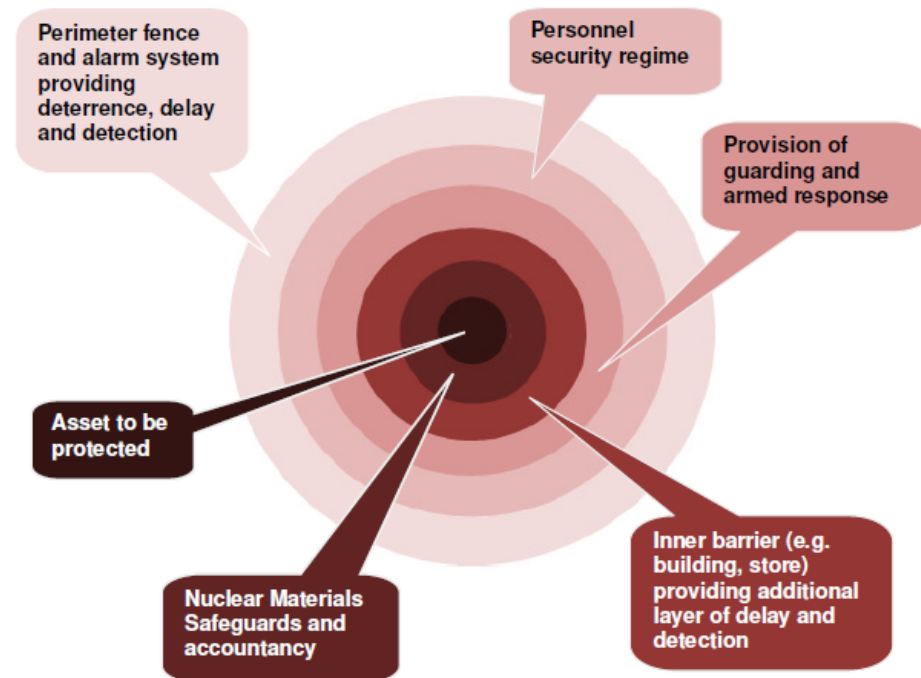 Perimeter fence
and alarm system
providing
deterrence, delay
and detection
Personnel
security regime
Provision of
guarding and
armed response
Asset to be
protected
Nuclear Materials
Safeguards and
accountancy
Inner barrier (e.g.
building, store)
providing additional
layer of delay and
detection